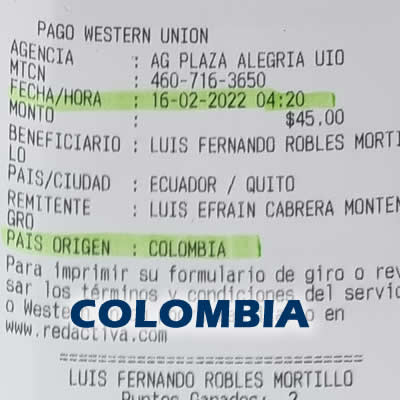 PAGO WESTERN UNION
AGENCIA : AG PLAZA ALEGRIA UIO
MTCN : 460-716-3650
FECHA/HORA : 16-02-2022 04:20
MONTO : $45.00
BENEFICIARIO : LUIS FERNANDO ROBLES MORTI
LO
PAIS/CIUDAD : ECUADOR / QUITO
REMITENTE : LUIS EFRAIN CABRERA MONTEN
GRO
PAIS ORIGEN : COLOMBIA
Para imprimir su formulario de giro o rev
sar los términos y condiciones del servic
o Weste
en
COLOMBIA
www.redactiva.com
==========================
LUIS FERNANDO ROBLES MORTILLO
Puntos Ganados: 2